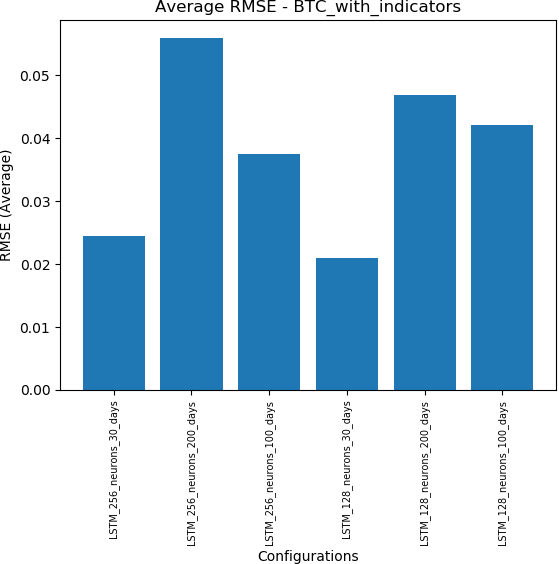 Average RMSE - BTC_with_indicators
RMSE (Average)
0.05
0.04
0.03
0.02
0.01
0.00
LSTM_256_neurons_30_days
LSTM_256_neurons_200_days
LSTM_256_neurons_100_days
LSTM_128_neurons_30_days
LSTM_128_neurons_200_days
LSTM_128_neurons_100_days
Configurations